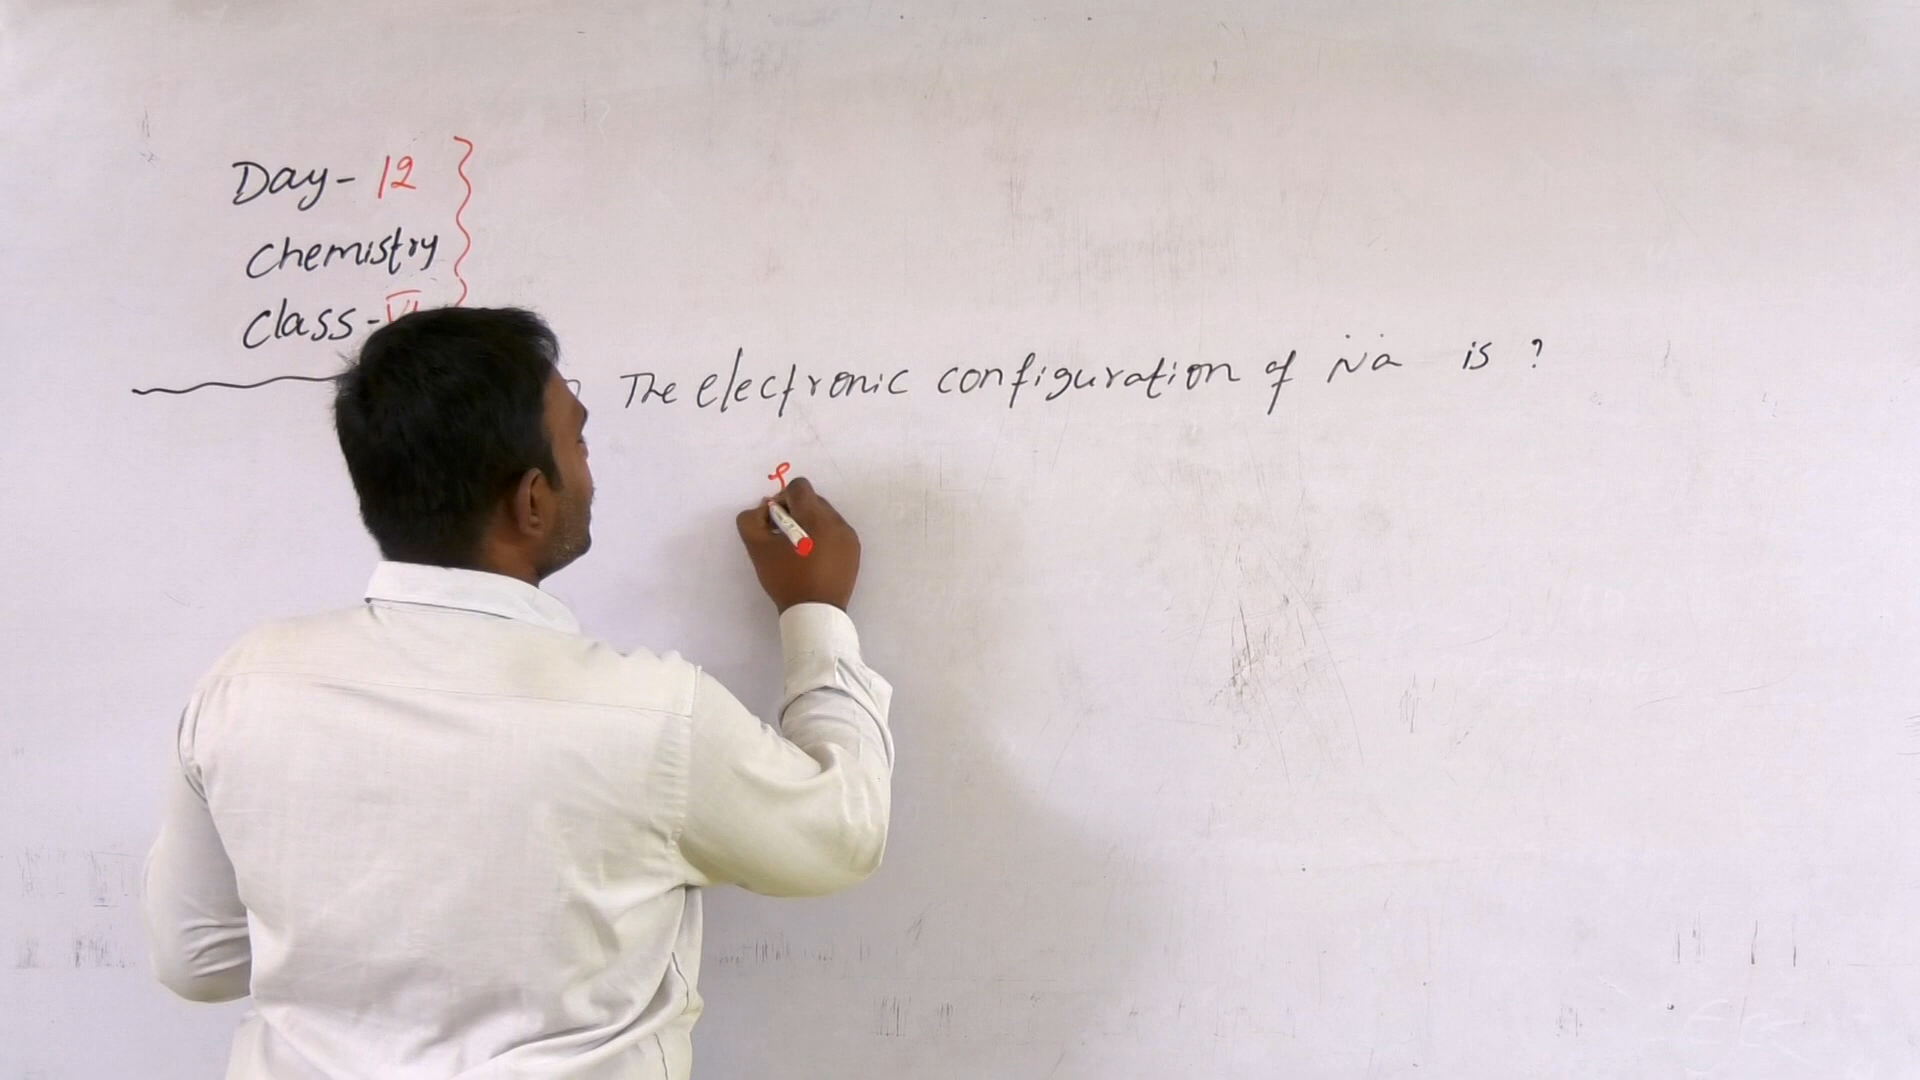 Day- 12
Chemistry
Class-VI
The electronic configuration of Na is ?